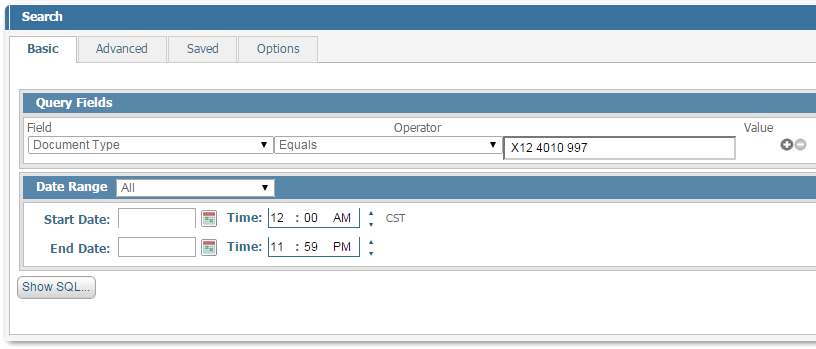 Search
Basic Advanced Saved Options
Query Fields
Field Operator Value
Document Type Equals X12 4010 997
Date Range All
Start Date: Time: 12 : 00 AM CST
End Date: Time: 11 : 59 PM
Show SQL...